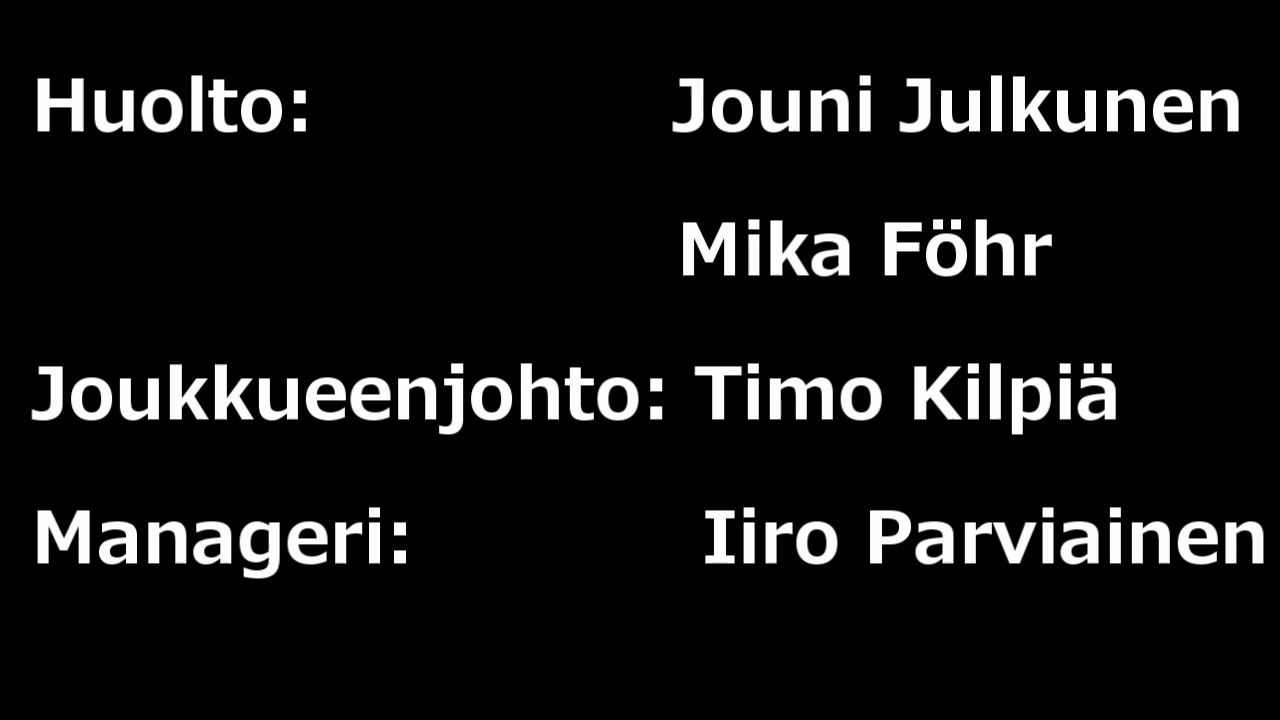 Huolto: Jouni Julkunen
Mika Föhr
Joukkueenjohto: Timo Kilpiä
Manageri: Iiro Parviainen